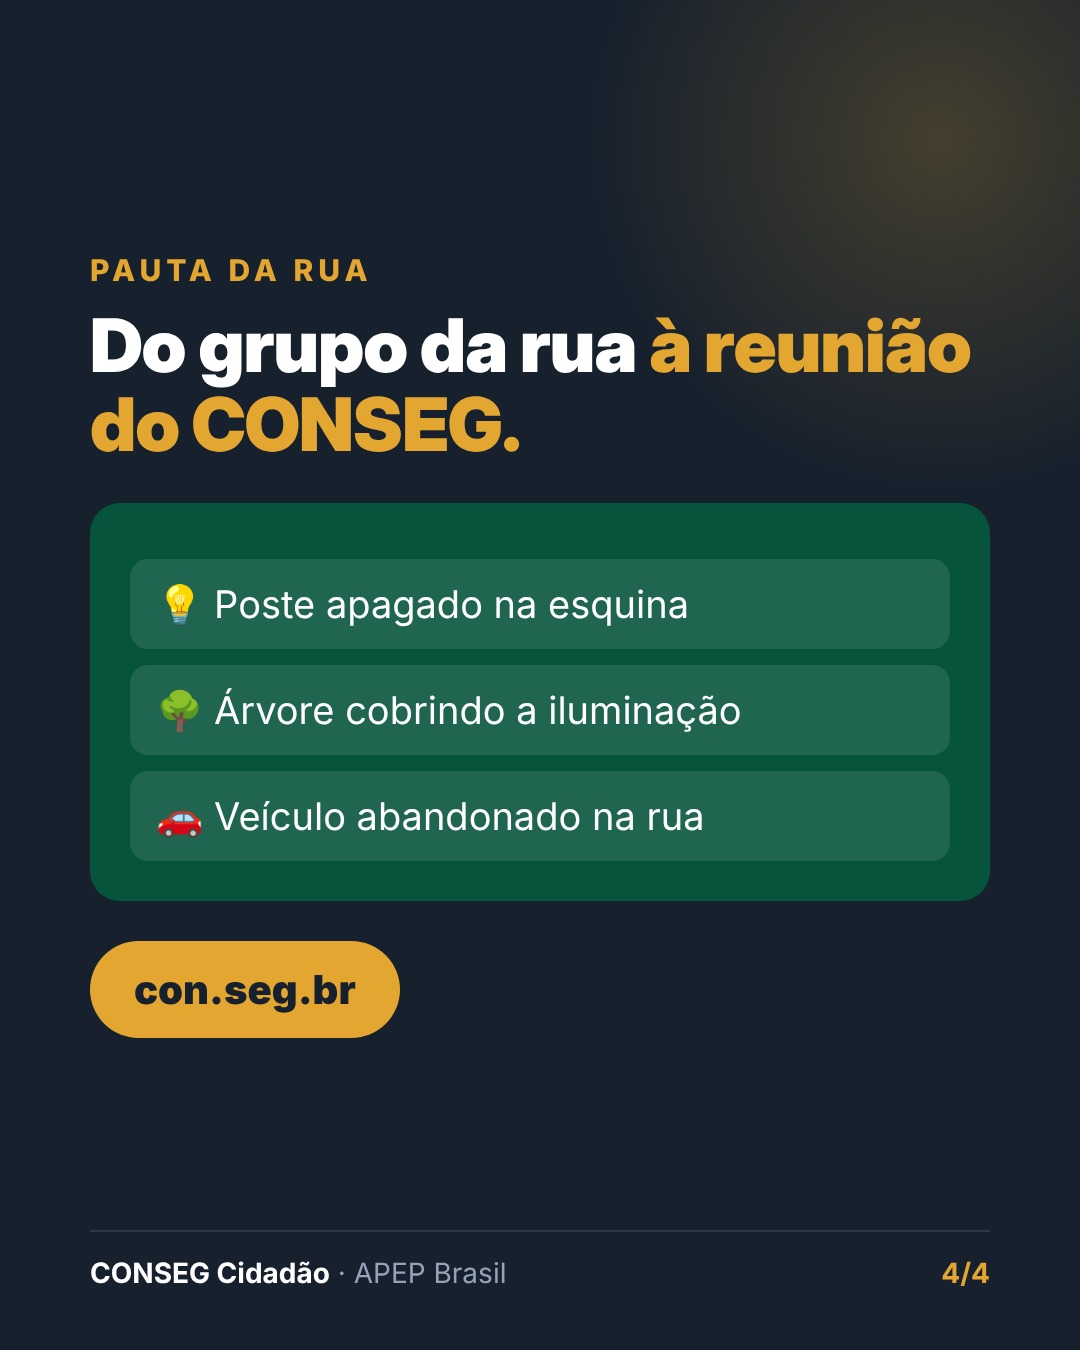 PAUTA DA RUA
Do grupo da rua à reunião
do CONSEG.
💡 Poste apagado na esquina
🌳 Árvore cobrindo a iluminação
🚗 Veículo abandonado na rua
con.seg.br
CONSEG Cidadão · APEP Brasil
4/4